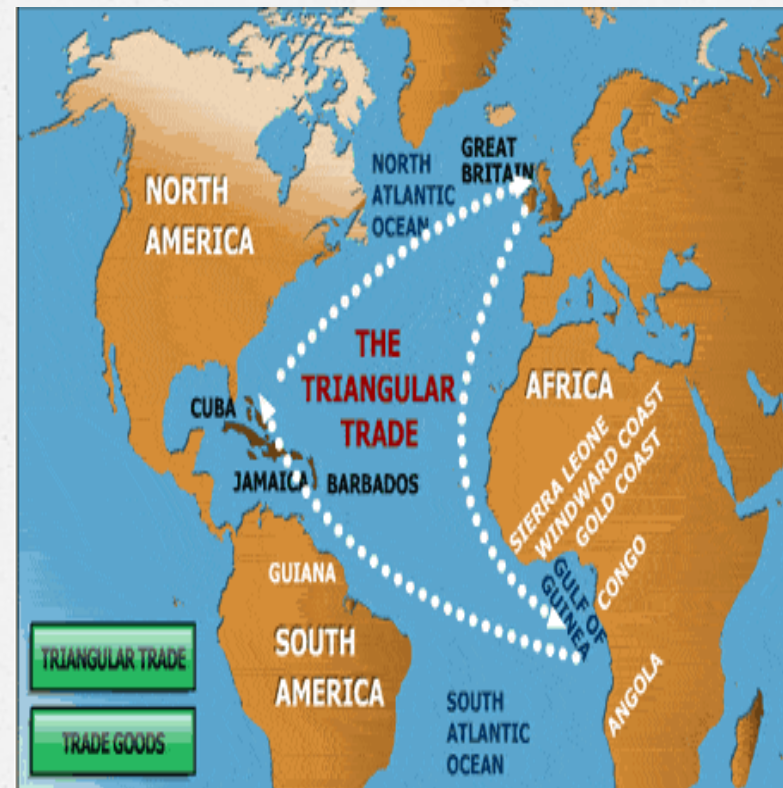 GREAT
BRITAIN
NORTH
ATLANTIC
OCEAN
NORTH
AMERICA
THE
TRIANGULAR
TRADE
AFRICA
CUBA
JAMAICA
BARBADOS
SIERRA LEONE
WINDWARD COAST
GOLD COAST
GULF OF
GUINEA
CONGO
ANGOLA
GUIANA
SOUTH
AMERICA
SOUTH
ATLANTIC
OCEAN
TRIANGULAR TRADE
TRADE GOODS